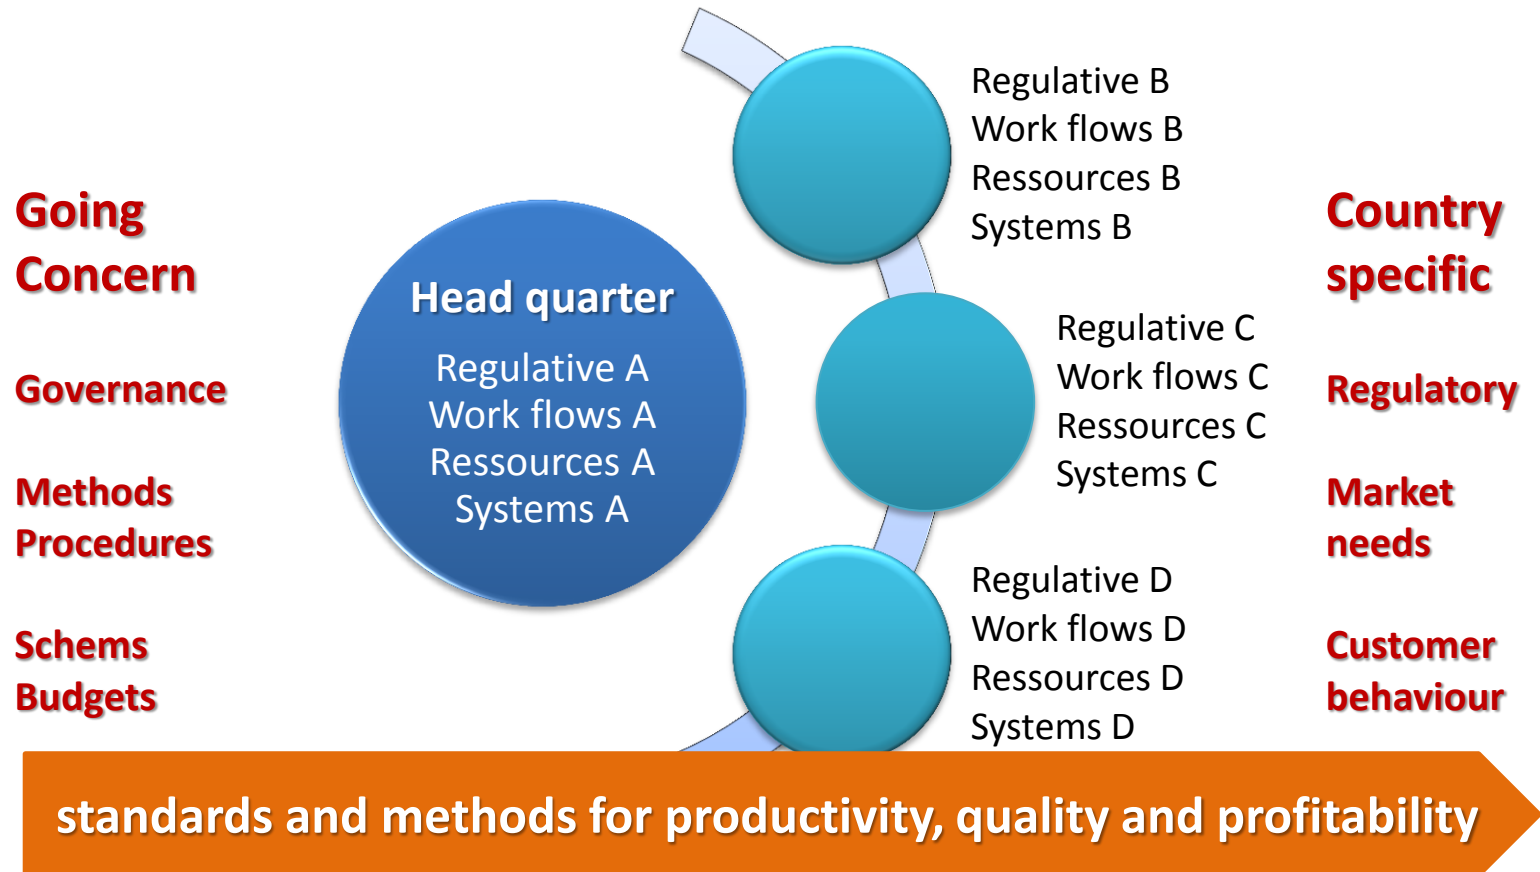 Going
Concern
Governance
Methods
Procedures
Schems
Budgets
Head quarter
Regulative A
Work flows A
Ressources A
Systems A
Regulative B
Work flows B
Ressources B
Systems B
Regulative C
Work flows C
Ressources C
Systems C
Regulative D
Work flows D
Ressources D
Systems D
Country
specific
Regulatory
Market
needs
Customer
behaviour
standards and methods for productivity, quality and profitability